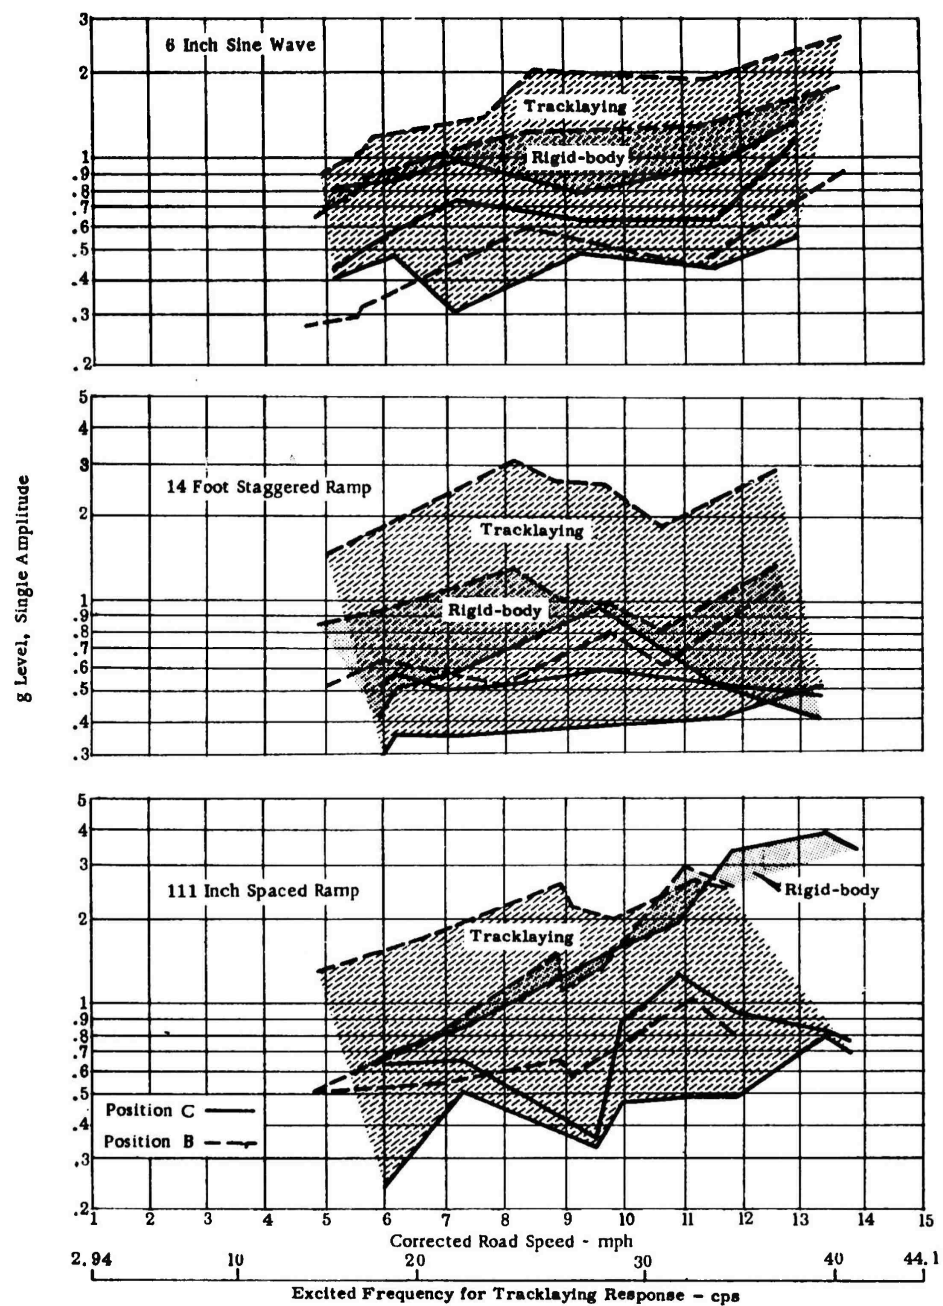 3
6 Inch Sine Wave
2
Tracklaying
1
Rigid-body
.9
.8
.7
.6
.5
.4
.3
.2
5
4
3
14 Foot Staggered Ramp
2
Tracklaying
1
Rigid-body
.9
.8
.7
.6
.5
.4
.3
g Level, Single Amplitude
5
4
3
111 Inch Spaced Ramp
Rigid-body
2
Tracklaying
1
.9
.8
.7
.6
.5
Position C
.4
Position B
.3
.2
1 2 3 4 5 6 7 8 9 10 11 12 13 14 15
Corrected Road Speed - mph
2.94 10 20 30 40 44.1
Excited Frequency for Tracklaying Response - cps